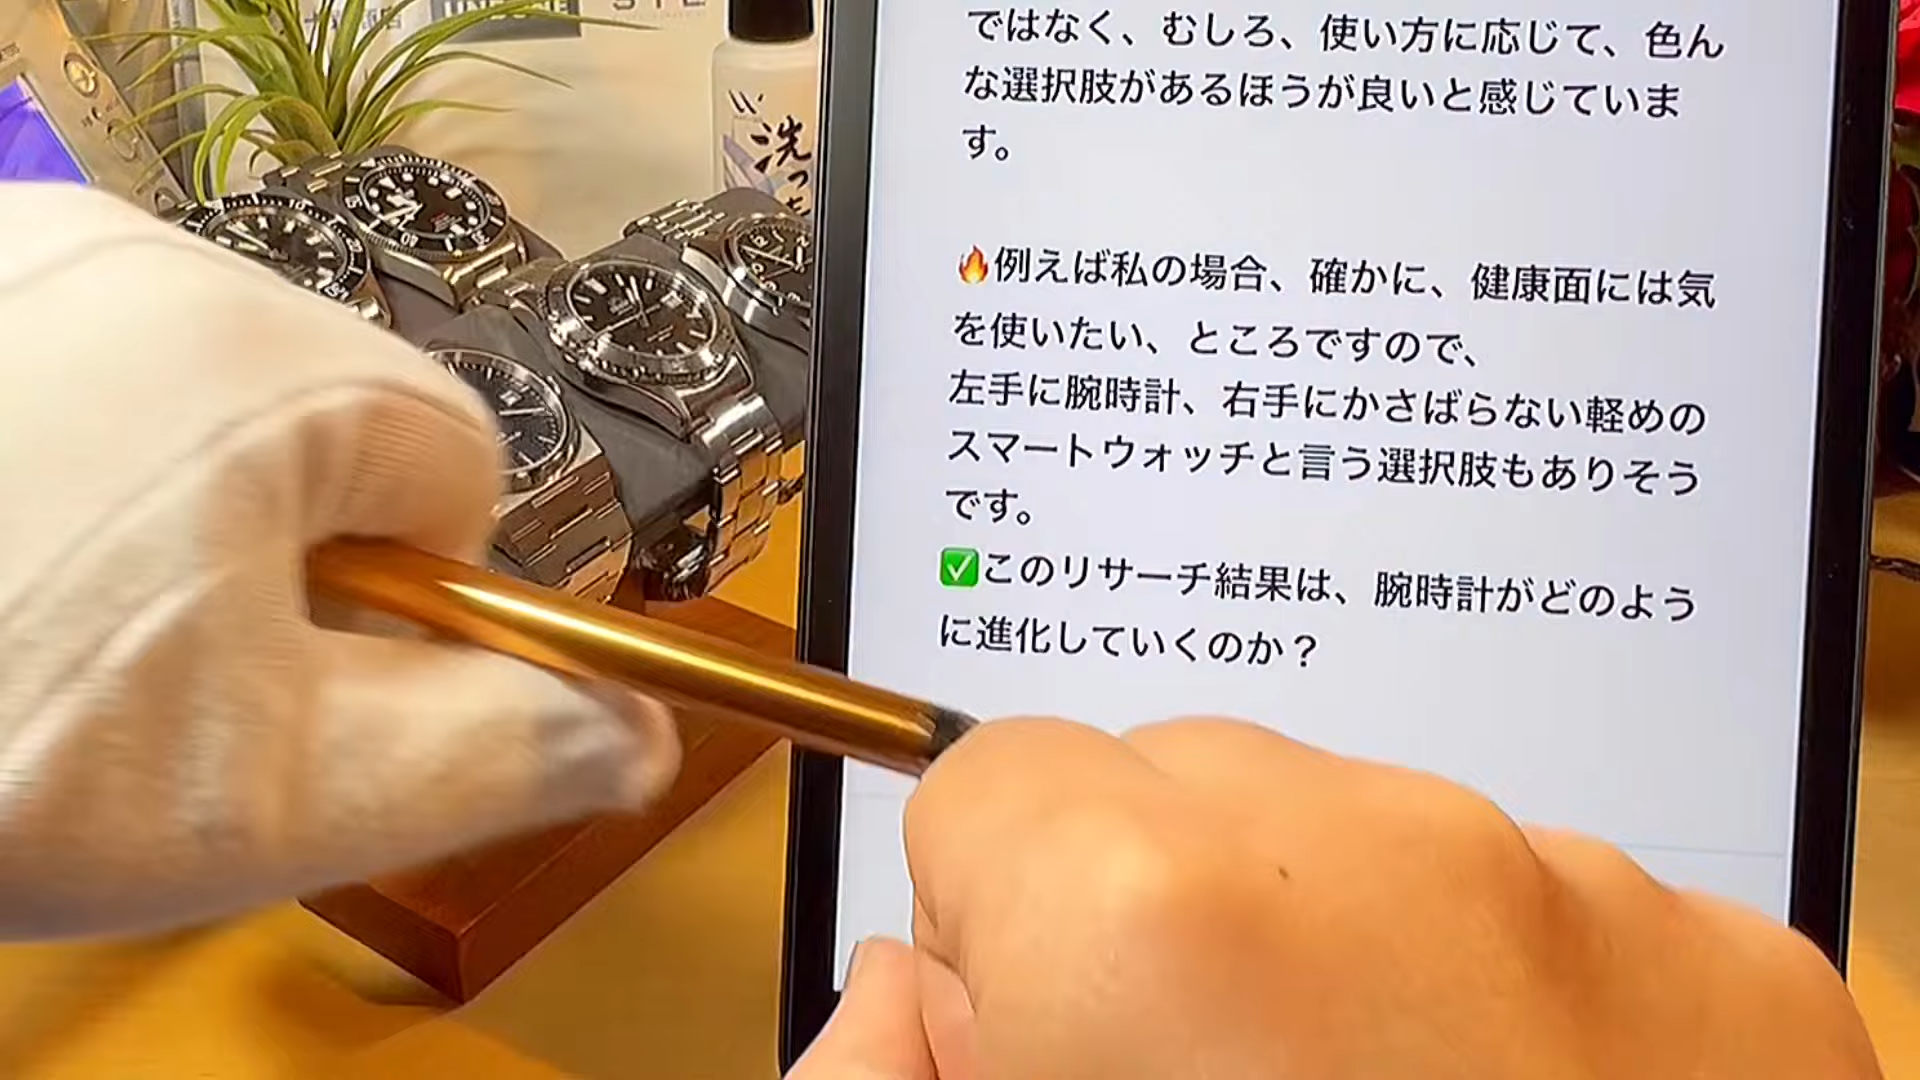 ではなく、むしろ、使い方に応じて、色ん
な選択肢があるほうが良いと感じていま
す。
🔥例えば私の場合、確かに、健康面には気
を使いたい、ところですので、
左手に腕時計、右手にかさばらない軽めの
スマートウォッチと言う選択肢もありそう
です。
✅このリサーチ結果は、腕時計がどのよう
に進化していくのか？
洗